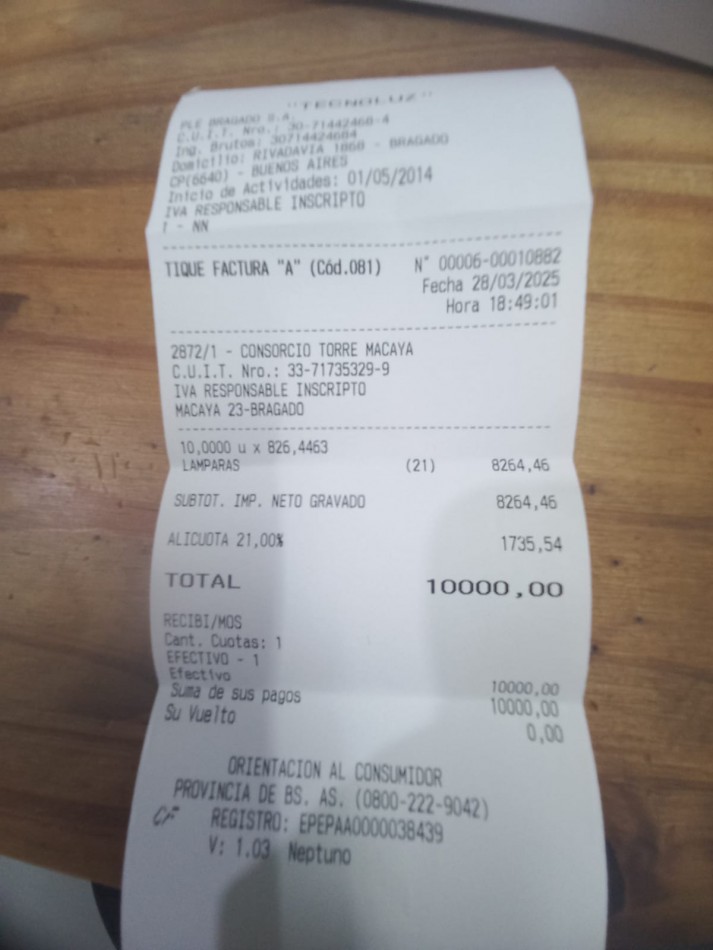 "TECNOLUZ"
PLE BRAGADO S.A.
C.U.I.T. Nro.: 30-71442468-4
Ing. Brutos: 30714424684
Domicilio: RIVADAVIA 1868 - BRAGADO
CP(6640) - BUENOS AIRES
Inicio de Actividades: 01/05/2014
IVA RESPONSABLE INSCRIPTO
1 - NN
TIQUE FACTURA "A" (Cód.081) N° 00006-00010882
Fecha 28/03/2025
Hora 18:49:01
2872/1 - CONSORCIO TORRE MACAYA
C.U.I.T. Nro.: 33-71735329-9
IVA RESPONSABLE INSCRIPTO
MACAYA 23-BRAGADO
10,0000 u x 826,4463
LAMPARAS (21) 8264,46
SUBTOT. IMP. NETO GRAVADO 8264,46
ALICUOTA 21,00% 1735,54
TOTAL 10000,00
RECIBI/MOS
Cant. Cuotas: 1
EFECTIVO - 1
Efectivo 10000,00
Suma de sus pagos 10000,00
Su Vuelto 0,00
ORIENTACION AL CONSUMIDOR
PROVINCIA DE BS. AS. (0800-222-9042)
CF REGISTRO: EPEPAA0000038439
V: 1.03 Neptuno